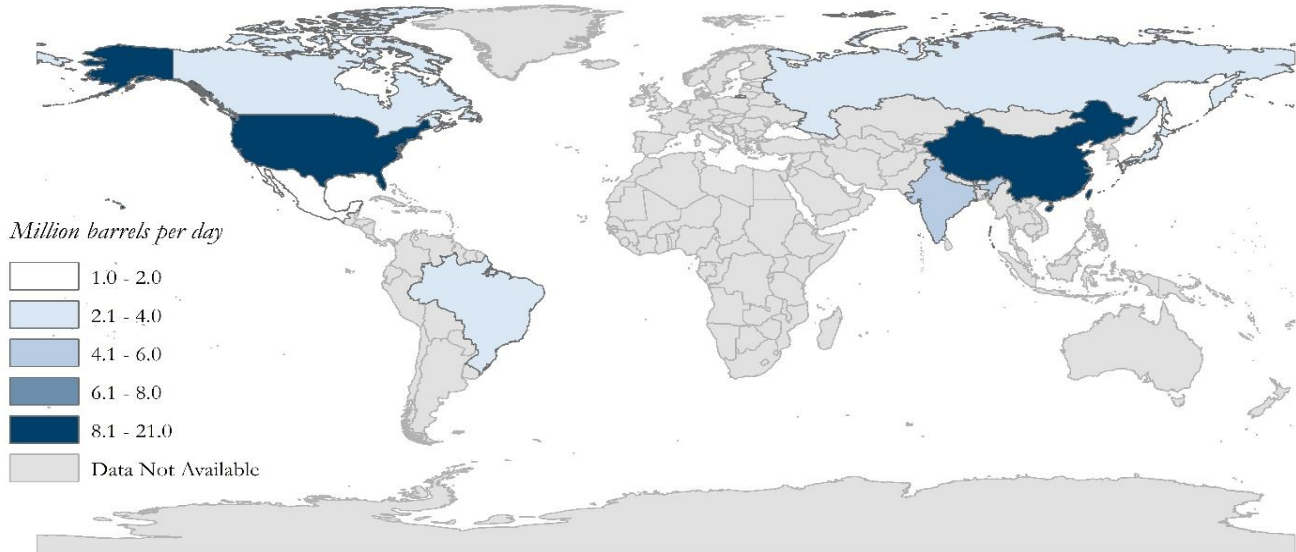 Million barrels per day
1.0 - 2.0
2.1 - 4.0
4.1 - 6.0
6.1 - 8.0
8.1 - 21.0
Data Not Available